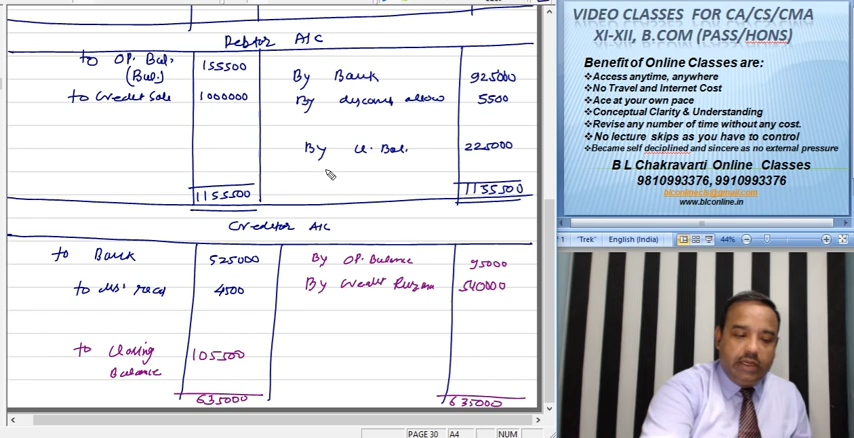 Debtor A/C
To OP. Bal. 155500
(Bal.)
By Bank 925000
To Credit Sale 1000000
By discount allow 5500
By Cl. Bal. 225000
1155500 1155500
Creditor A/C
To Bank 525000 By OP. Balance 95000
To dis. recd 4500 By Credit 540000
To Closing 105500
Balance
635000 635000
PAGE 30 A4 NUM
VIDEO CLASSES FOR CA/CS/CMA
XI-XII, B.COM (PASS/HONS)
Benefit of Online Classes are:
❖Access anytime, anywhere
❖No Travel and Internet Cost
❖Ace at your own pace
❖Conceptual Clarity & Understanding
❖Revise any number of time without any cost.
❖No lecture skips as you have to control
❖Became self deciplined and sincere as no external pressure
B L Chakravarti Online Classes
9810993376, 9910993376
blconlinecls@gmail.com
www.blconline.in
1 "Trek" English (India) 44%